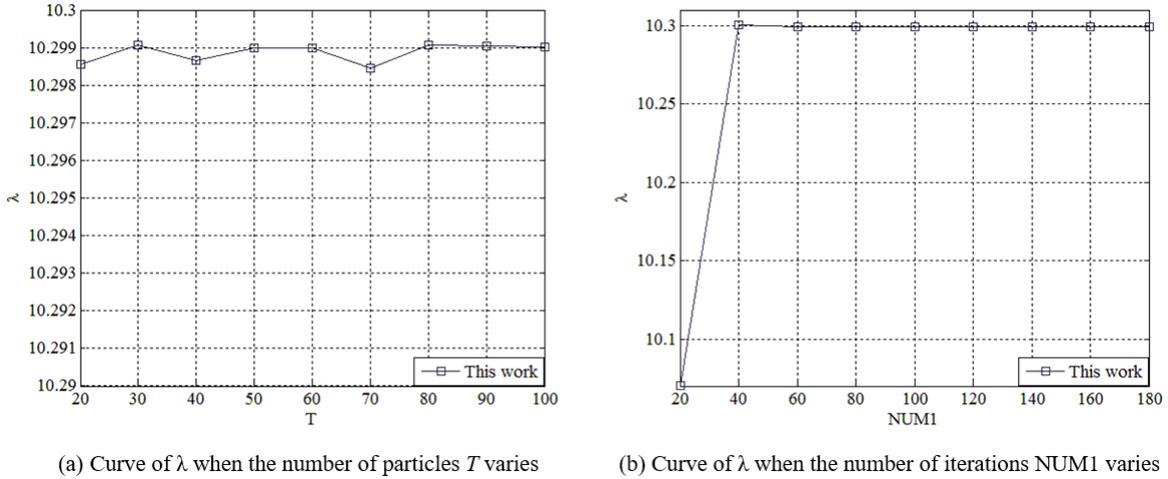 10.3
10.299
10.298
10.297
10.296
10.295
10.294
10.293
10.292
10.291
10.29
λ
20 30 40 50 60 70 80 90 100
T
This work
(a) Curve of λ when the number of particles T varies
10.3
10.25
10.2
10.15
10.1
λ
20 40 60 80 100 120 140 160 180
NUM1
This work
(b) Curve of λ when the number of iterations NUM1 varies